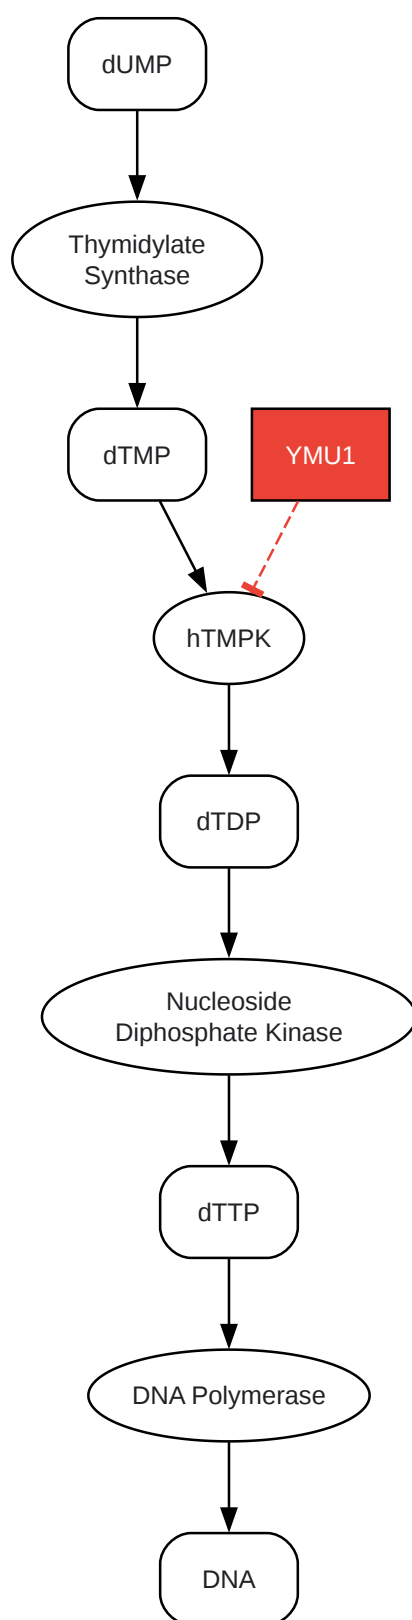 dUMP
Thymidylate
Synthase
dTMP
YMU1
hTMPK
dTDP
Nucleoside
Diphosphate Kinase
dTTP
DNA Polymerase
DNA